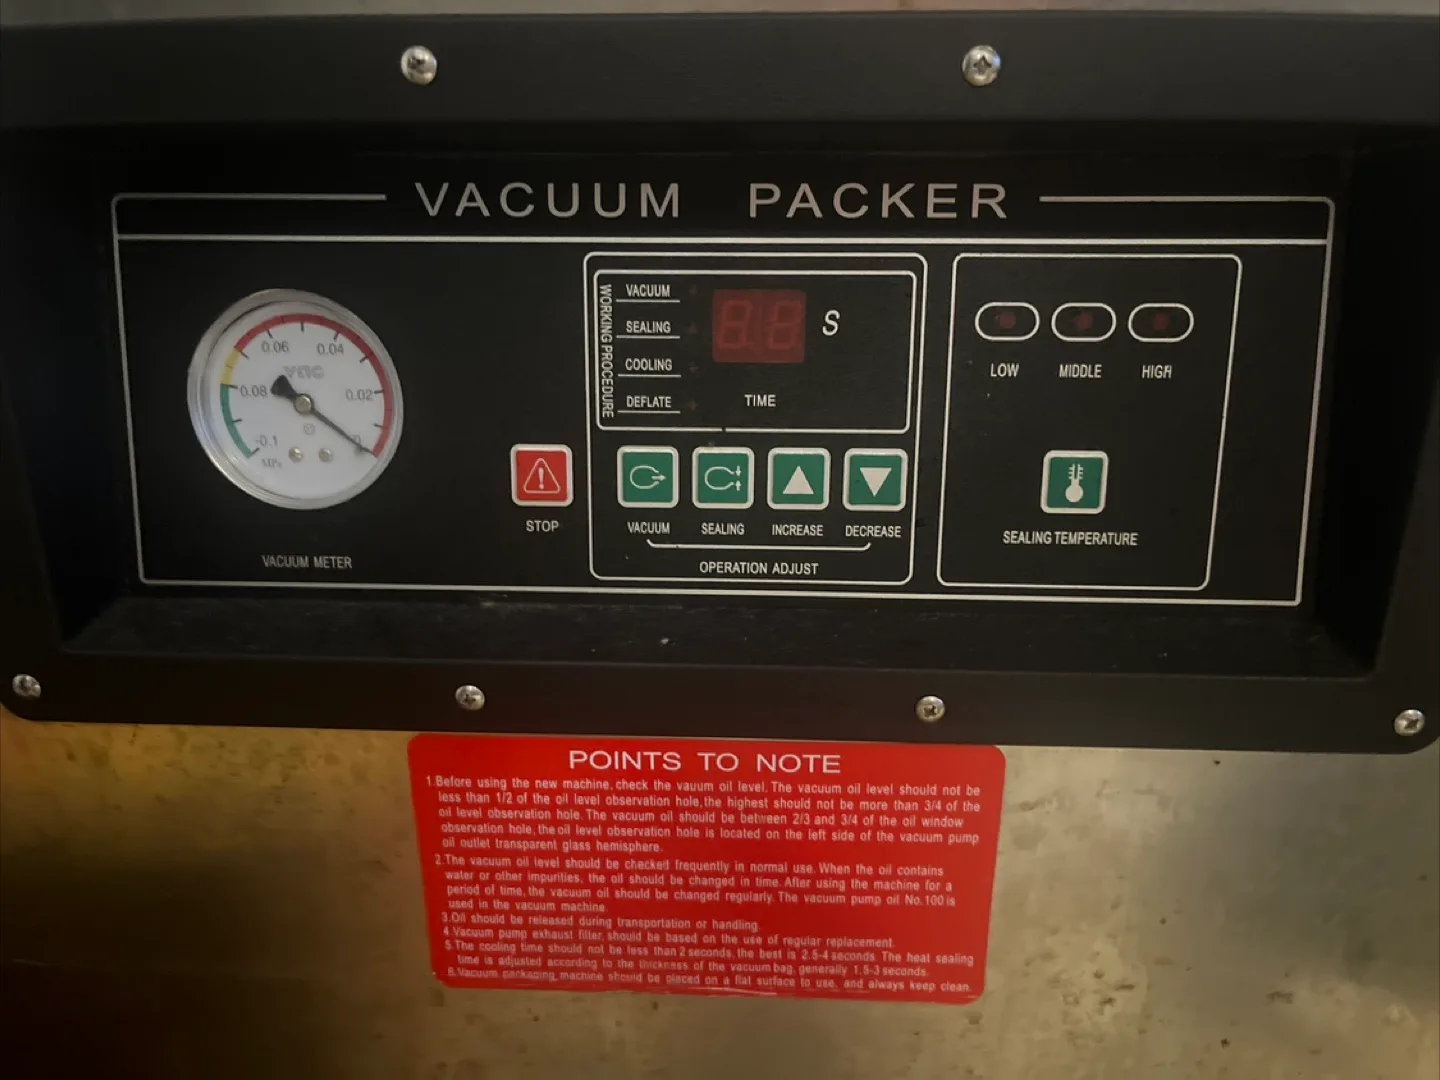 VACUUM PACKER
0.06 0.04
VAC
0.08 0.02
-0.1 0
MPa
VACUUM METER
STOP
WORKING PROCEDURE
VACUUM
SEALING
COOLING
DEFLATE
S
TIME
VACUUM SEALING INCREASE DECREASE
OPERATION ADJUST
LOW MIDDLE HIGH
SEALING TEMPERATURE
POINTS TO NOTE
1.Before using the new machine, check the vauum oil level. The vacuum oil level should not be
less than 1/2 of the oil level observation hole, the highest should not be more than 3/4 of the
oil level observation hole. The vacuum oil should be between 2/3 and 3/4 of the oil window
observation hole, the oil level observation hole is located on the left side of the vacuum pump
oil outlet transparent glass hemisphere.
2.The vacuum oil level should be checked frequently in normal use. When the oil contains
water or other impurities, the oil should be changed in time. After using the machine for a
period of time, the vacuum oil should be changed regularly. The vacuum pump oil No.100 is
used in the vacuum machine.
3.Oil should be released during transportation or handling.
4.Vacuum pump exhaust filter should be based on the use of regular replacement.
5.The cooling time should not be less than 2 seconds, the best is 2.5-4 seconds. The heat sealing
time is adjusted according to the thickness of the vacuum bag, generally 1.5-3 seconds.
6.Vacuum packaging machine should be placed on a flat surface to use, and always keep clean.